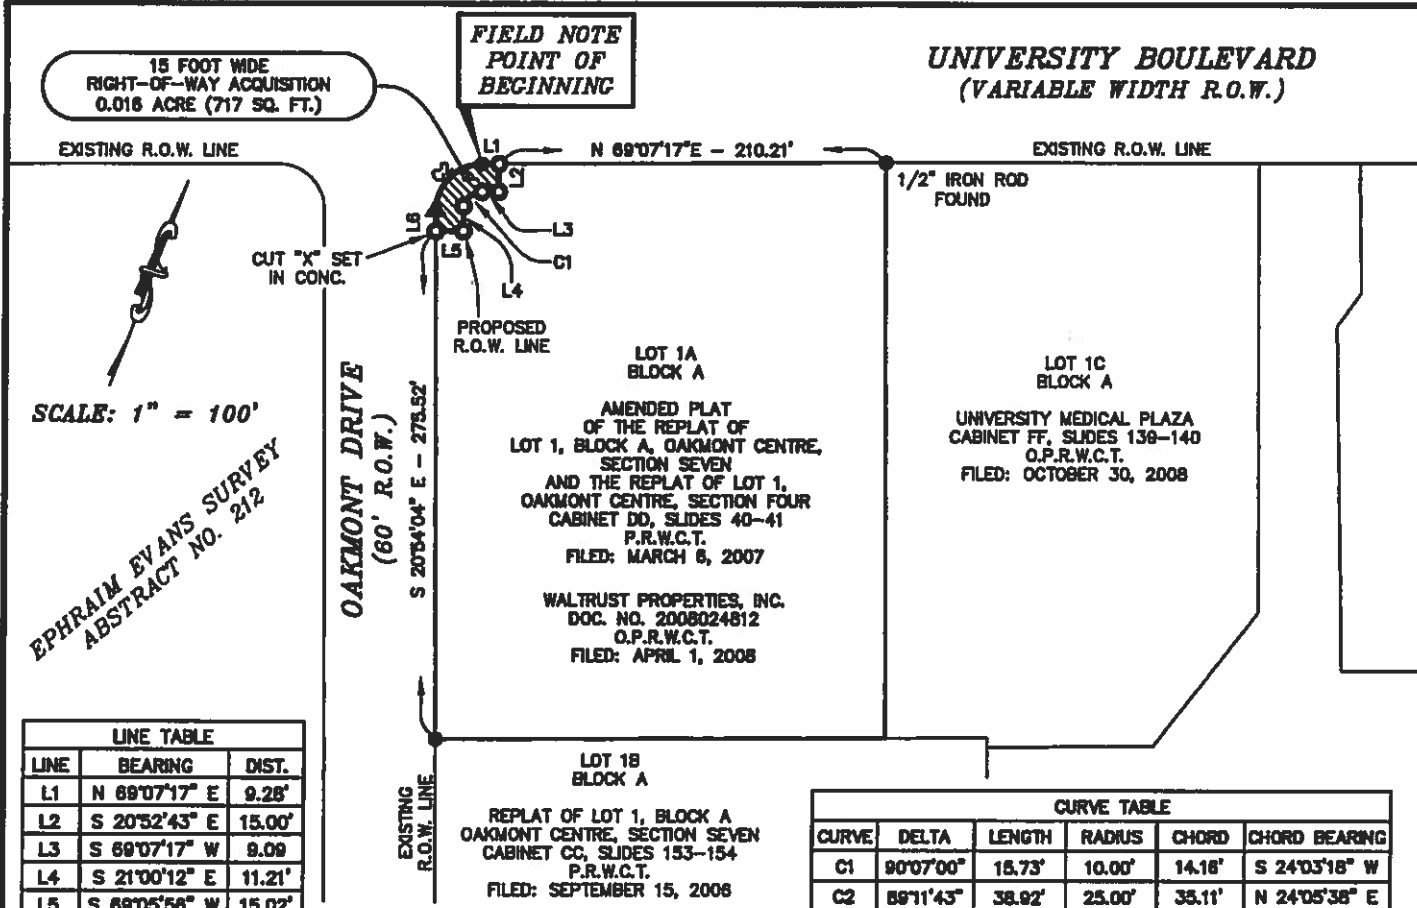 FIELD NOTE
POINT OF
BEGINNING
UNIVERSITY BOULEVARD
(VARIABLE WIDTH R.O.W.)
15 FOOT WIDE
RIGHT-OF-WAY ACQUISITION
0.016 ACRE (717 SQ. FT.)
EXISTING R.O.W. LINE
L1
N 69°07'17"E - 210.21'
EXISTING R.O.W. LINE
C2
L2
1/2" IRON ROD
FOUND
L6
L3
CUT "X" SET
IN CONC.
L5
C1
L4
PROPOSED
R.O.W. LINE
SCALE: 1" = 100'
OAKMONT DRIVE
(60' R.O.W.)
S 20°54'04" E - 275.52'
EPHRAIM EVANS SURVEY
ABSTRACT NO. 212
LOT 1A
BLOCK A
AMENDED PLAT
OF THE REPLAT OF
LOT 1, BLOCK A, OAKMONT CENTRE,
SECTION SEVEN
AND THE REPLAT OF LOT 1,
OAKMONT CENTRE, SECTION FOUR
CABINET DD, SLIDES 40-41
P.R.W.C.T.
FILED: MARCH 6, 2007
WALTRUST PROPERTIES, INC.
DOC. NO. 2008024812
O.P.R.W.C.T.
FILED: APRIL 1, 2008
LOT 1C
BLOCK A
UNIVERSITY MEDICAL PLAZA
CABINET FF, SLIDES 139-140
O.P.R.W.C.T.
FILED: OCTOBER 30, 2008
LINE TABLE
LINE BEARING DIST.
L1 N 69°07'17" E 9.28'
L2 S 20°52'43" E 15.00'
L3 S 69°07'17" W 9.09
L4 S 21°00'12" E 11.21'
L5 S 69°05'56" W 15.02'
EXISTING
R.O.W. LINE
LOT 1B
BLOCK A
REPLAT OF LOT 1, BLOCK A
OAKMONT CENTRE, SECTION SEVEN
CABINET CC, SLIDES 153-154
P.R.W.C.T.
FILED: SEPTEMBER 15, 2006
CURVE TABLE
CURVE DELTA LENGTH RADIUS CHORD CHORD BEARING
C1 90°07'00" 15.73' 10.00' 14.16' S 24°03'18" W
C2 89°11'43" 38.92' 25.00' 35.11' N 24°05'38" E